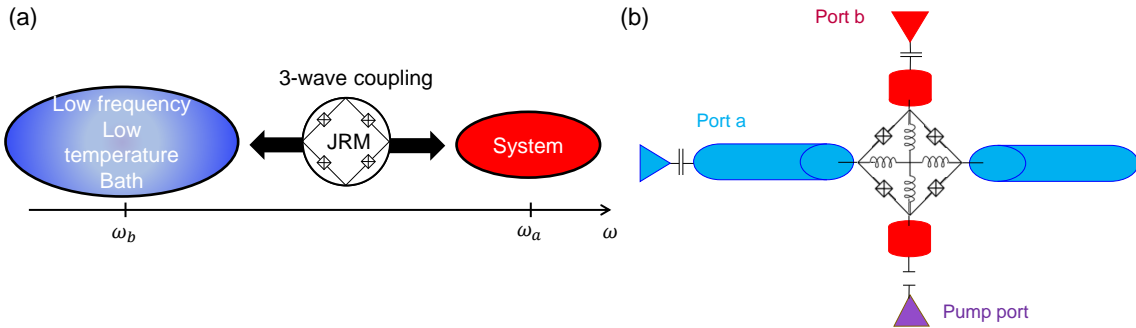 (a)
3-wave coupling
Low frequency
Low
temperature
Bath
JRM
System
ω_b
ω_a
ω
(b)
Port b
Port a
Pump port